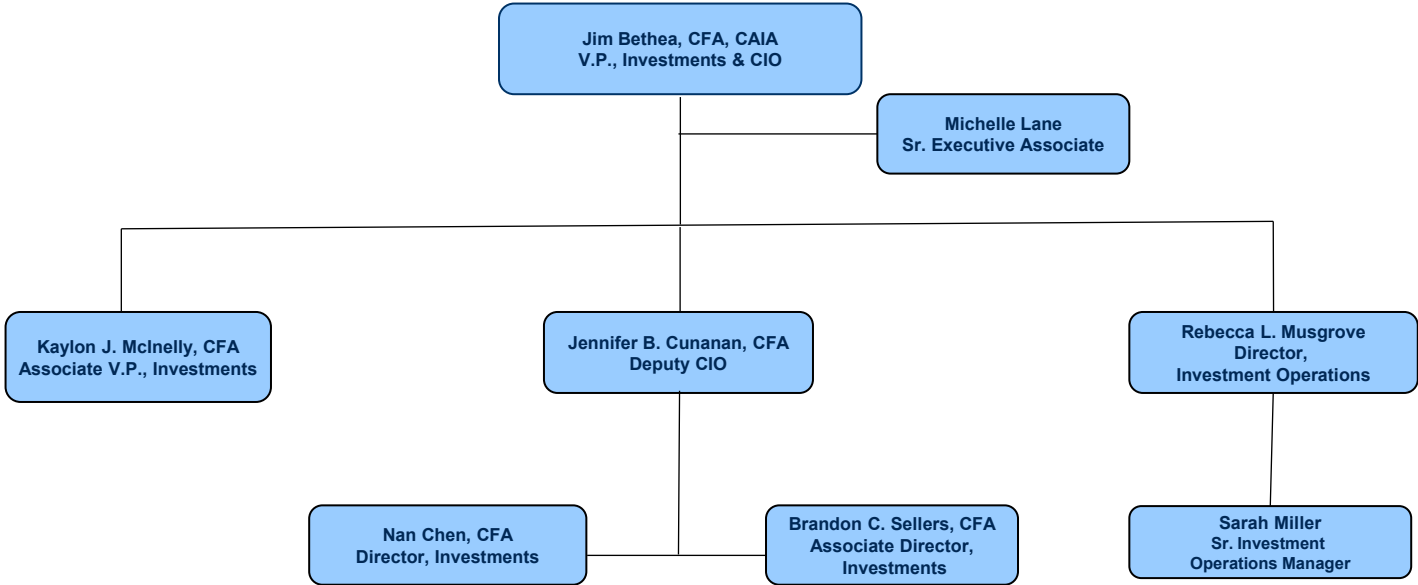 Jim Bethea, CFA, CAIA
V.P., Investments & CIO
Michelle Lane
Sr. Executive Associate
Kaylon J. McInelly, CFA
Associate V.P., Investments
Jennifer B. Cunanan, CFA
Deputy CIO
Rebecca L. Musgrove
Director,
Investment Operations
Nan Chen, CFA
Director, Investments
Brandon C. Sellers, CFA
Associate Director,
Investments
Sarah Miller
Sr. Investment
Operations Manager